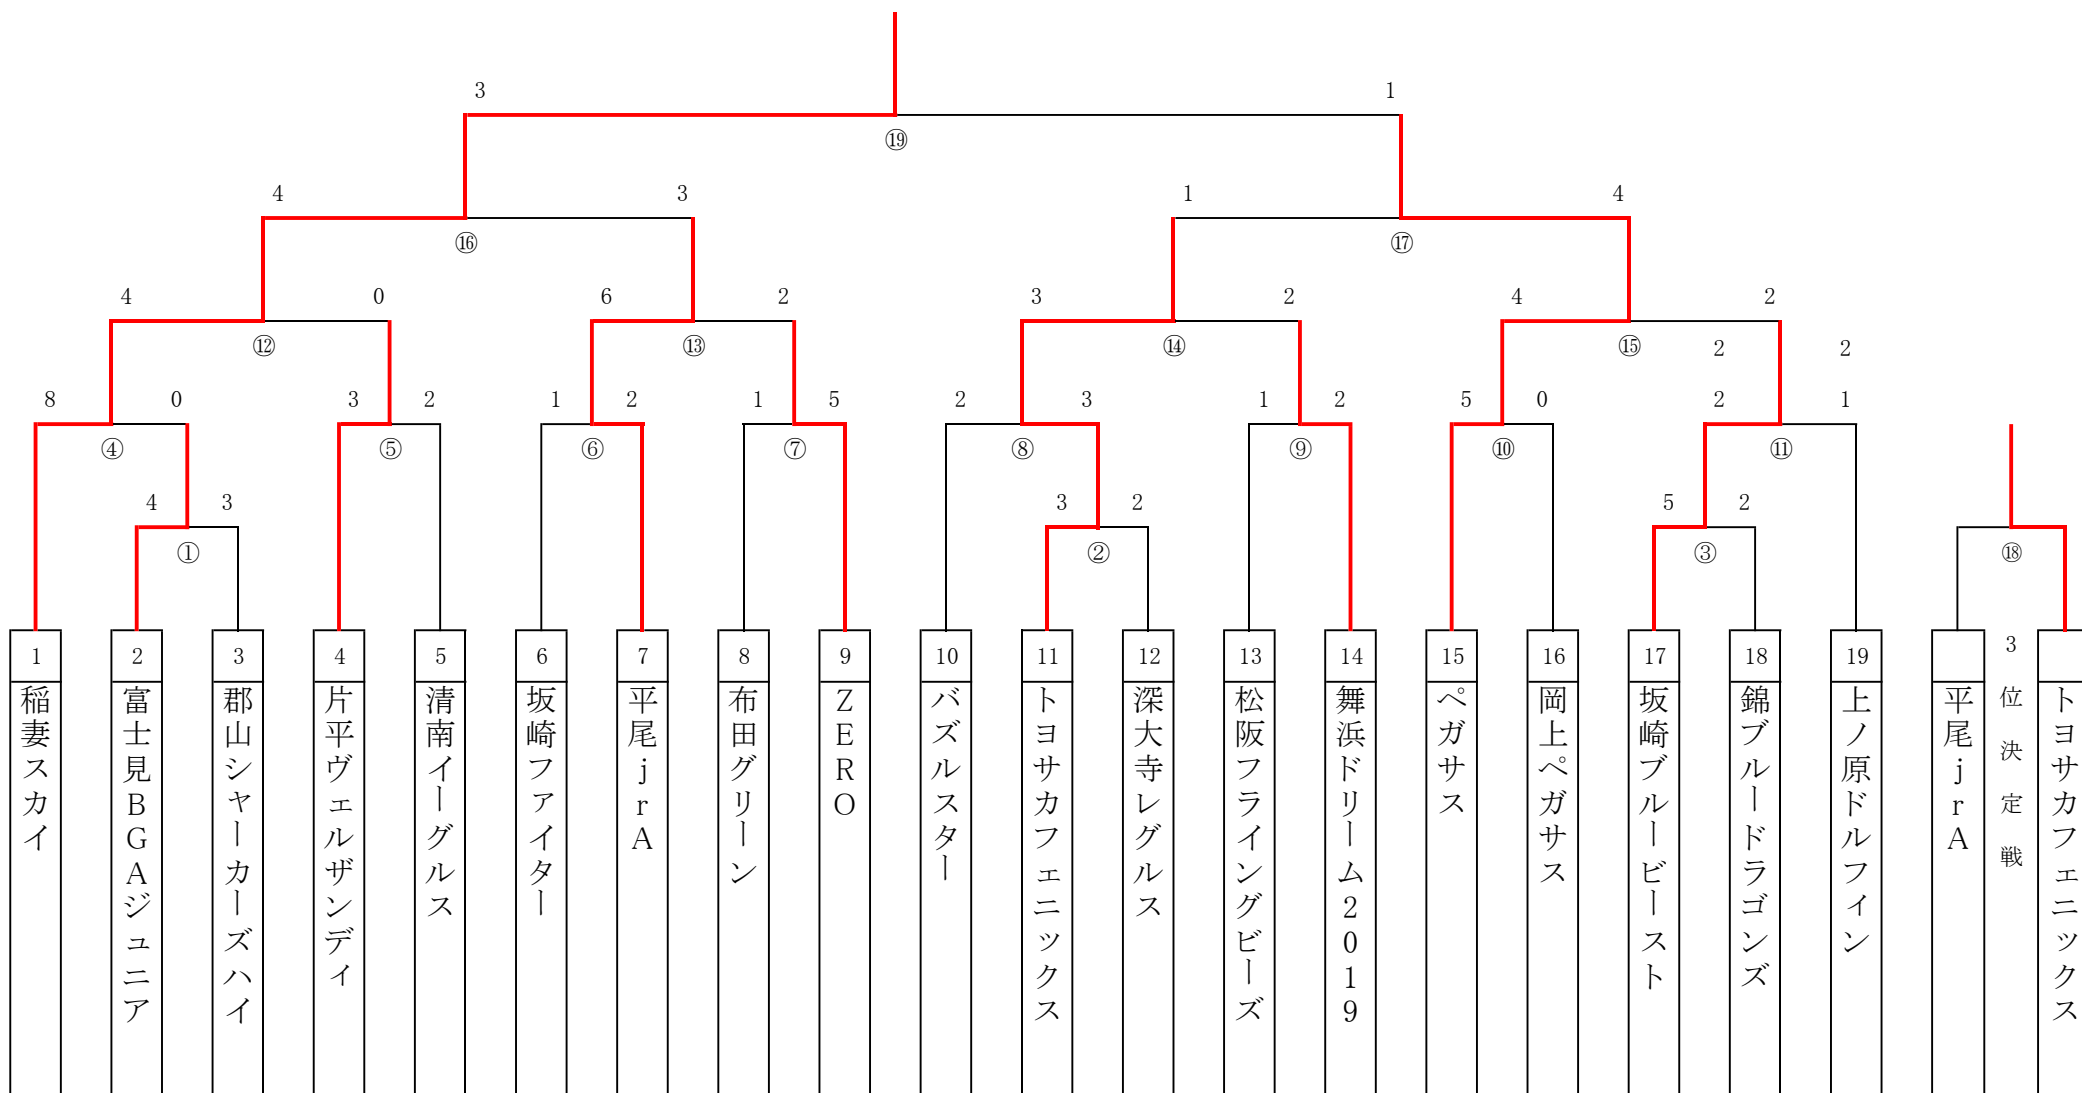 3 1
⑲
4 3 1 4
⑯ ⑰
4 0 6 2 3 2 4 2
⑫ ⑬ ⑭ ⑮ 2 2
8 0 3 2 1 2 1 5 2 3 1 2 5 0 2 1
④ ⑤ ⑥ ⑦ ⑧ ⑨ ⑩ ⑪
4 3 3 2 5 2
① ② ③ ⑱
1 稲妻スカイ
2 富士見BGAジュニア
3 郡山シャーカーズハイ
4 片平ヴェルザンディ
5 清南イーグルス
6 坂崎ファイター
7 平尾jrA
8 布田グリーン
9 ZERO
10 バズルスター
11 トヨサカフェニックス
12 深大寺レグルス
13 松阪フライングビーズ
14 舞浜ドリーム2019
15 ペガサス
16 岡上ペガサス
17 坂崎ブルービースト
18 錦ブルードラゴンズ
19 上ノ原ドルフィン
平尾jrA
3位決定戦
トヨサカフェニックス